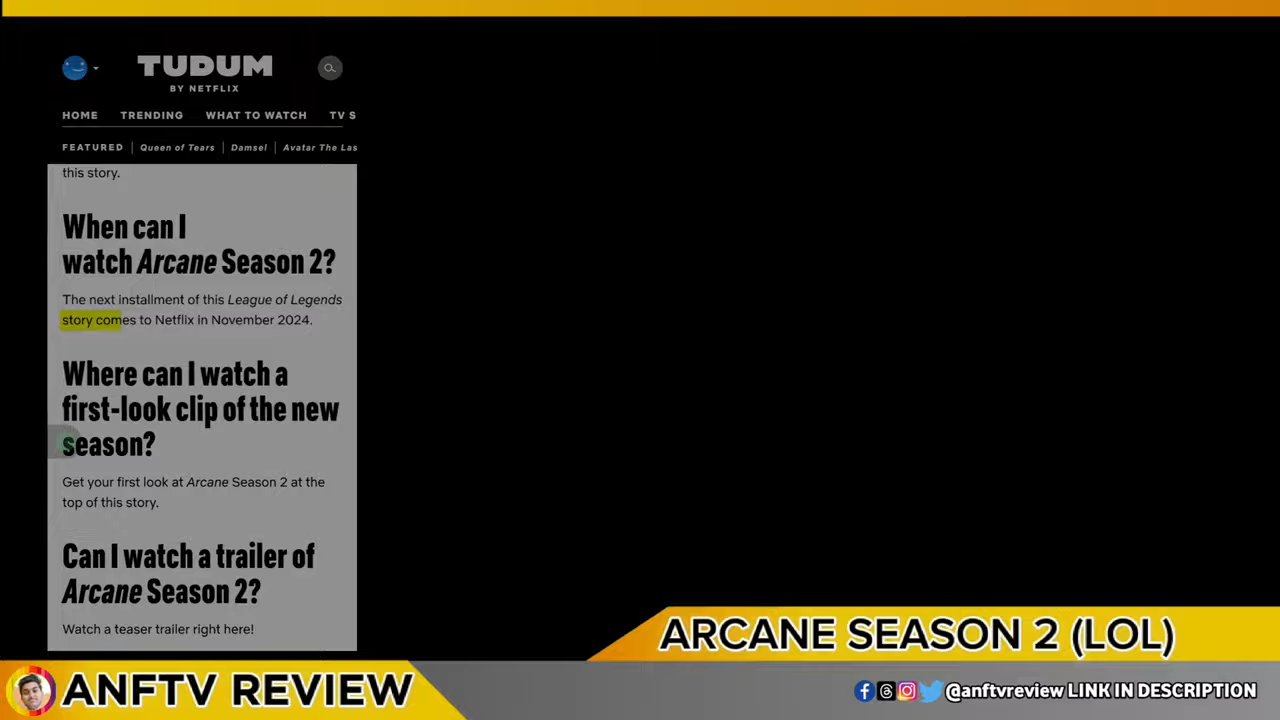 TUDUM
BY NETFLIX
HOME TRENDING WHAT TO WATCH TV S
FEATURED | Queen of Tears | Damsel | Avatar The Las
this story.
When can I
watch Arcane Season 2?
The next installment of this League of Legends
story comes to Netflix in November 2024.
Where can I watch a
first-look clip of the new
season?
Get your first look at Arcane Season 2 at the
top of this story.
Can I watch a trailer of
Arcane Season 2?
Watch a teaser trailer right here!
ARCANE SEASON 2 (LOL)
ANFTV REVIEW
@anftvreview LINK IN DESCRIPTION